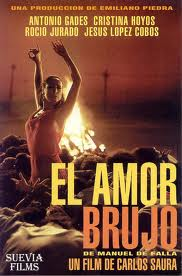 UNA PRODUCCION DE EMILIANO PIEDRA
ANTONIO GADES CRISTINA HOYOS
ROCIO JURADO JESUS LOPEZ COBOS
EL AMOR
BRUJO
DE MANUEL DE FALLA
SUEVIA
FILMS
UN FILM DE CARLOS SAURA